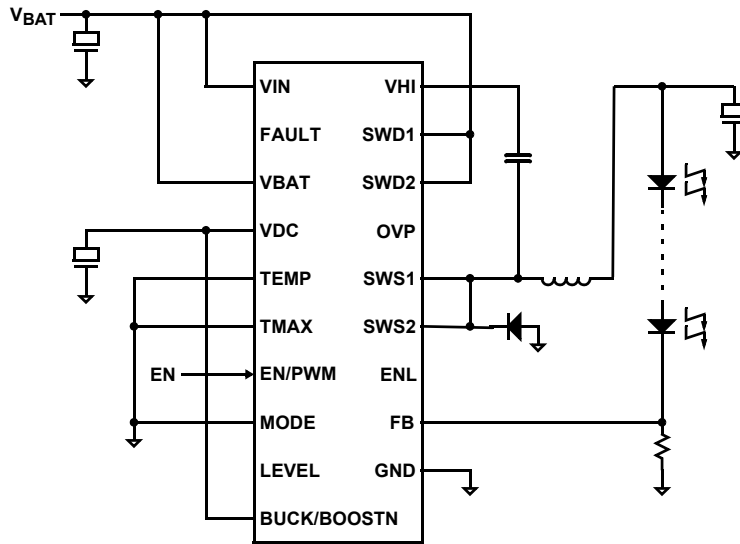 VBAT
VIN
VHI
FAULT
SWD1
VBAT
SWD2
VDC
OVP
TEMP
SWS1
TMAX
SWS2
EN
EN/PWM
ENL
MODE
FB
LEVEL
GND
BUCK/BOOSTN